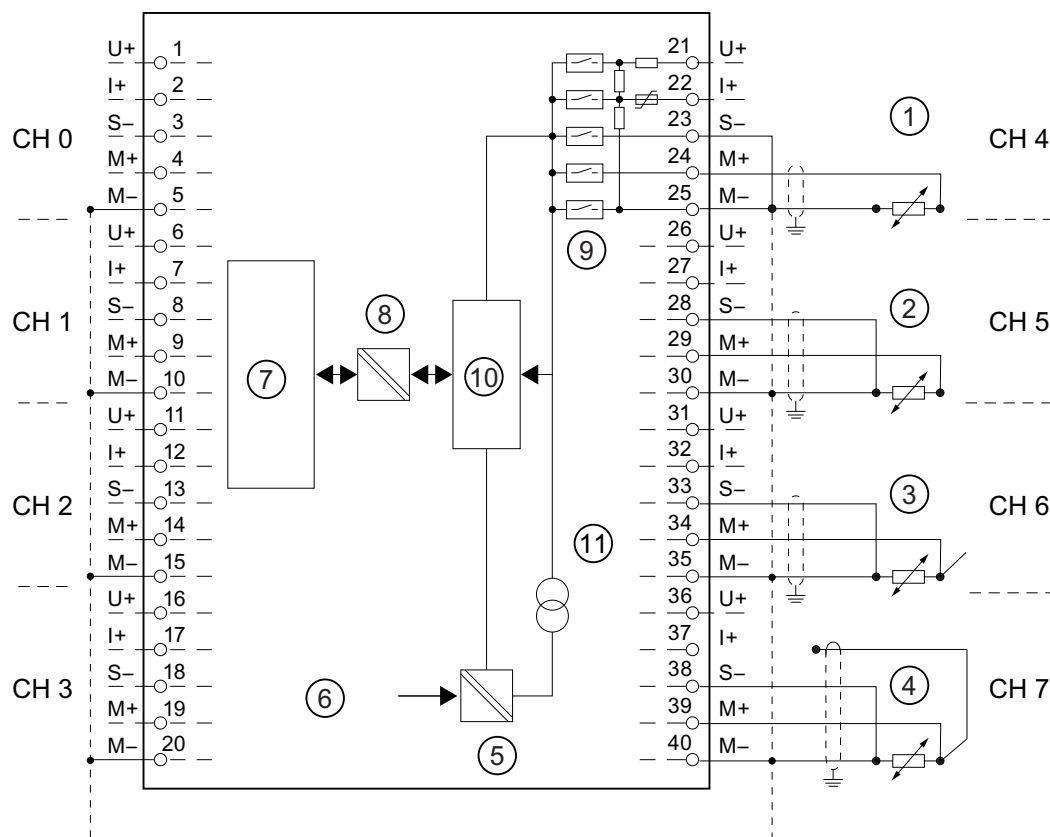 CH 0
U+ 1
I+ 2
S– 3
M+ 4
M– 5
CH 1
U+ 6
I+ 7
S– 8
M+ 9
M– 10
CH 2
U+ 11
I+ 12
S– 13
M+ 14
M– 15
CH 3
U+ 16
I+ 17
S– 18
M+ 19
M– 20
7
8
10
9
11
6
5
21 U+
22 I+
23 S–
24 M+
25 M–
1
CH 4
26 U+
27 I+
28 S–
29 M+
30 M–
2
CH 5
31 U+
32 I+
33 S–
34 M+
35 M–
3
CH 6
36 U+
37 I+
38 S–
39 M+
40 M–
4
CH 7